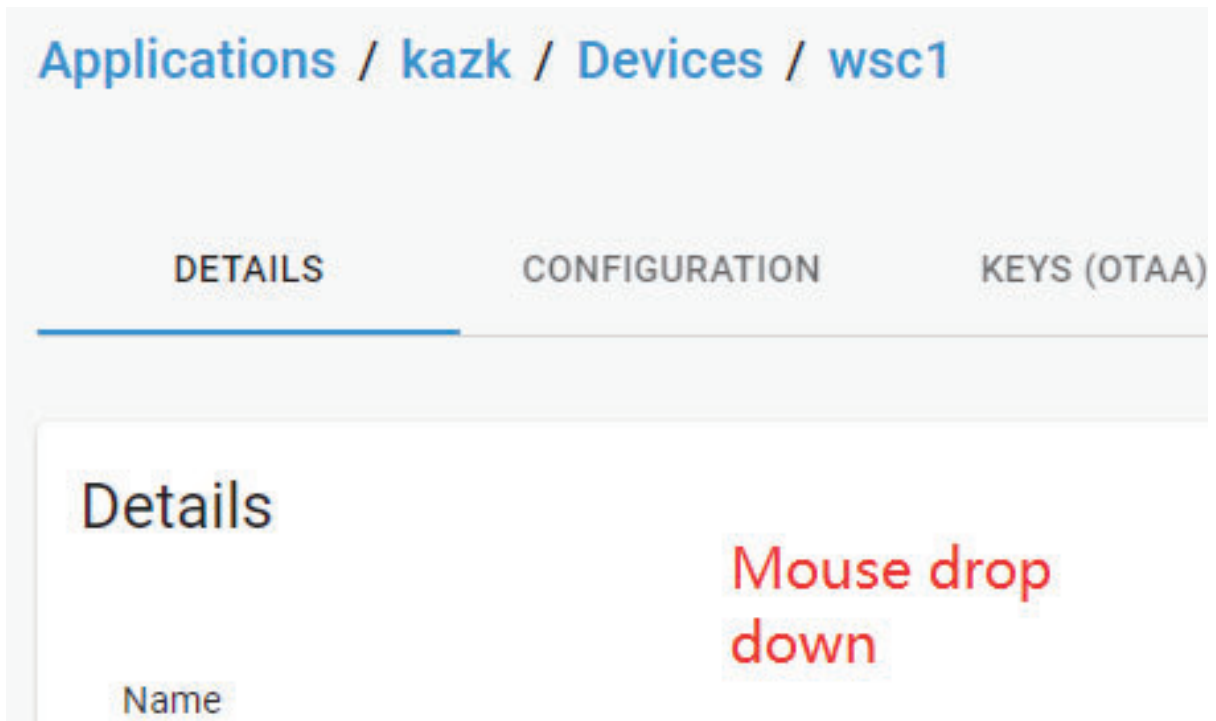 Applications / kazk / Devices / wsc1
DETAILS CONFIGURATION KEYS (OTAA)
Details
Mouse drop
down
Name